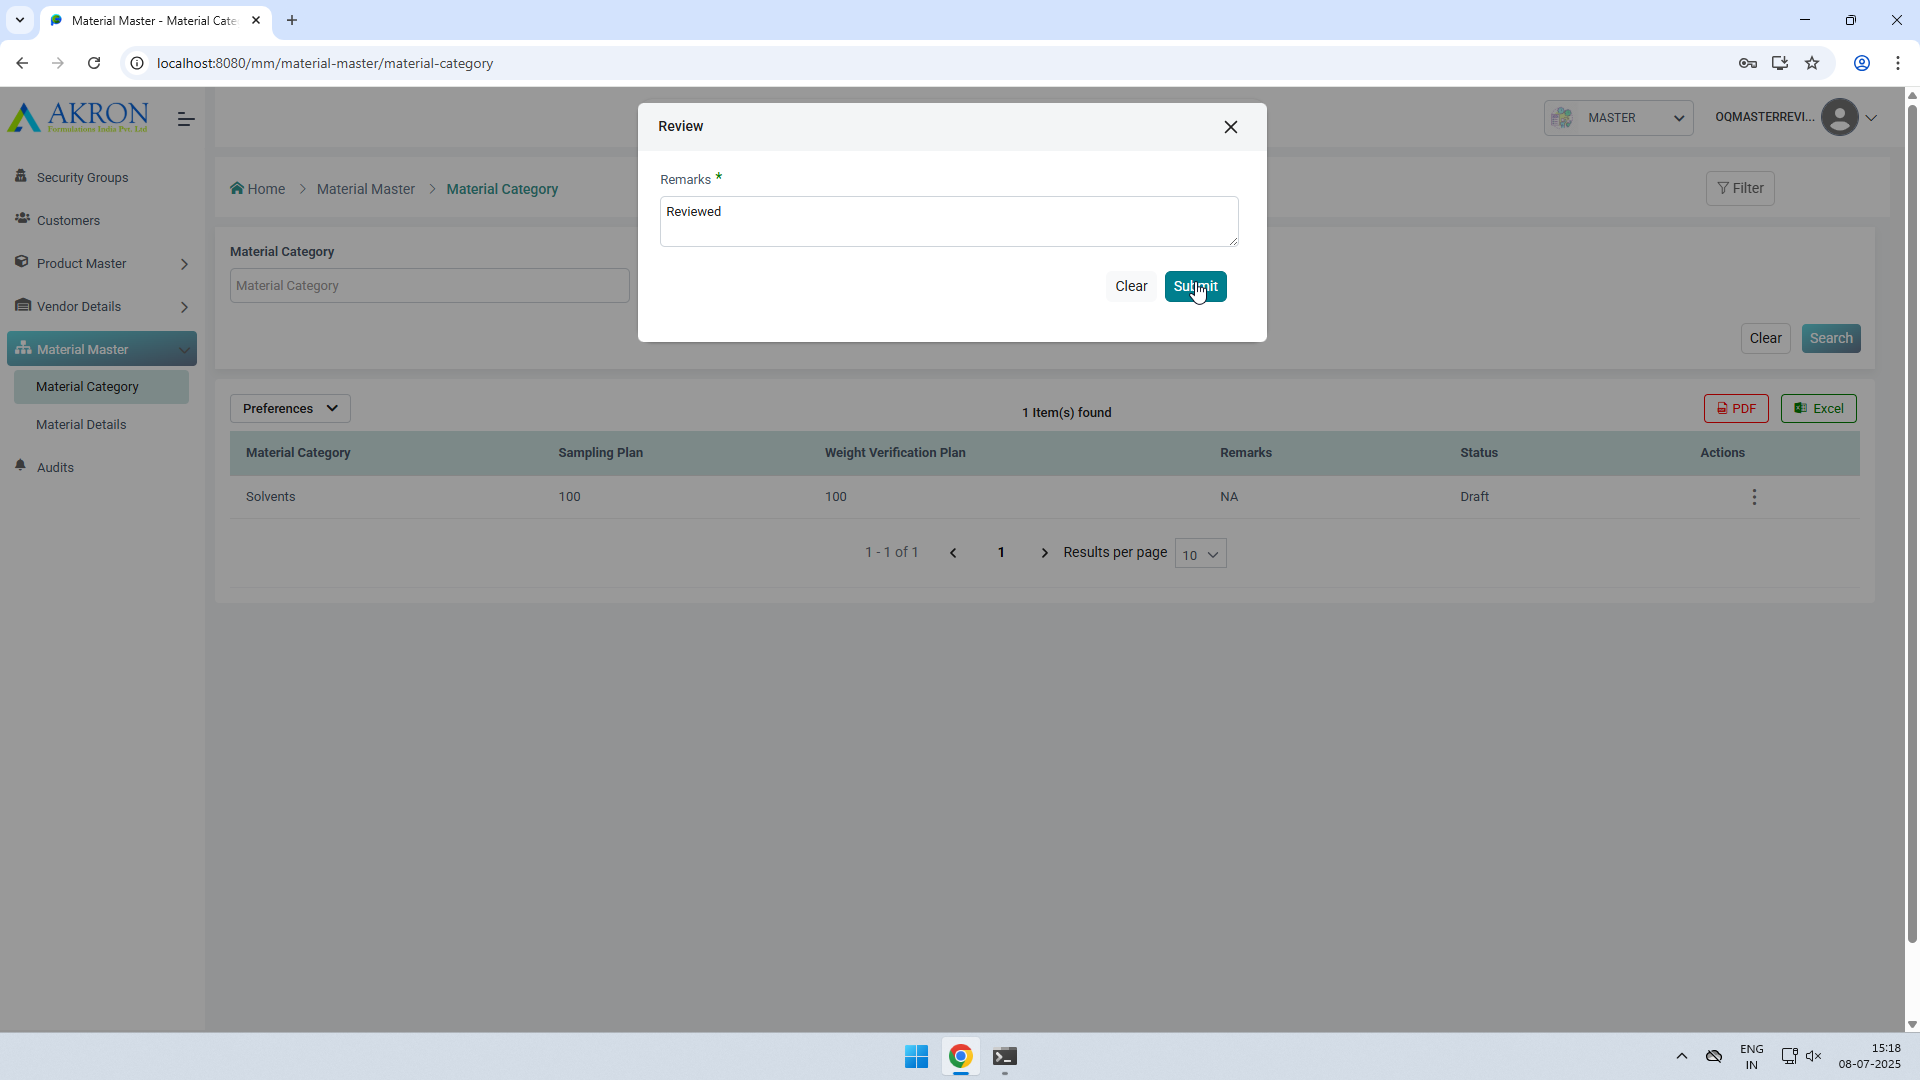 Material Master - Material Cate
localhost:8080/mm/material-master/material-category
AKRON
Formulations India Pvt. Ltd
MASTER
OQMASTERREVI...
Security Groups
Customers
Product Master
Vendor Details
Material Master
Material Category
Material Details
Audits
Home
Material Master
Material Category
Filter
Review
Remarks *
Reviewed
Clear
Submit
Material Category
Material Category
Clear
Search
Preferences
1 Item(s) found
PDF
Excel
Material Category Sampling Plan Weight Verification Plan Remarks Status Actions
Solvents 100 100 NA Draft
1 - 1 of 1
1
Results per page
10
ENG
IN
15:18
08-07-2025